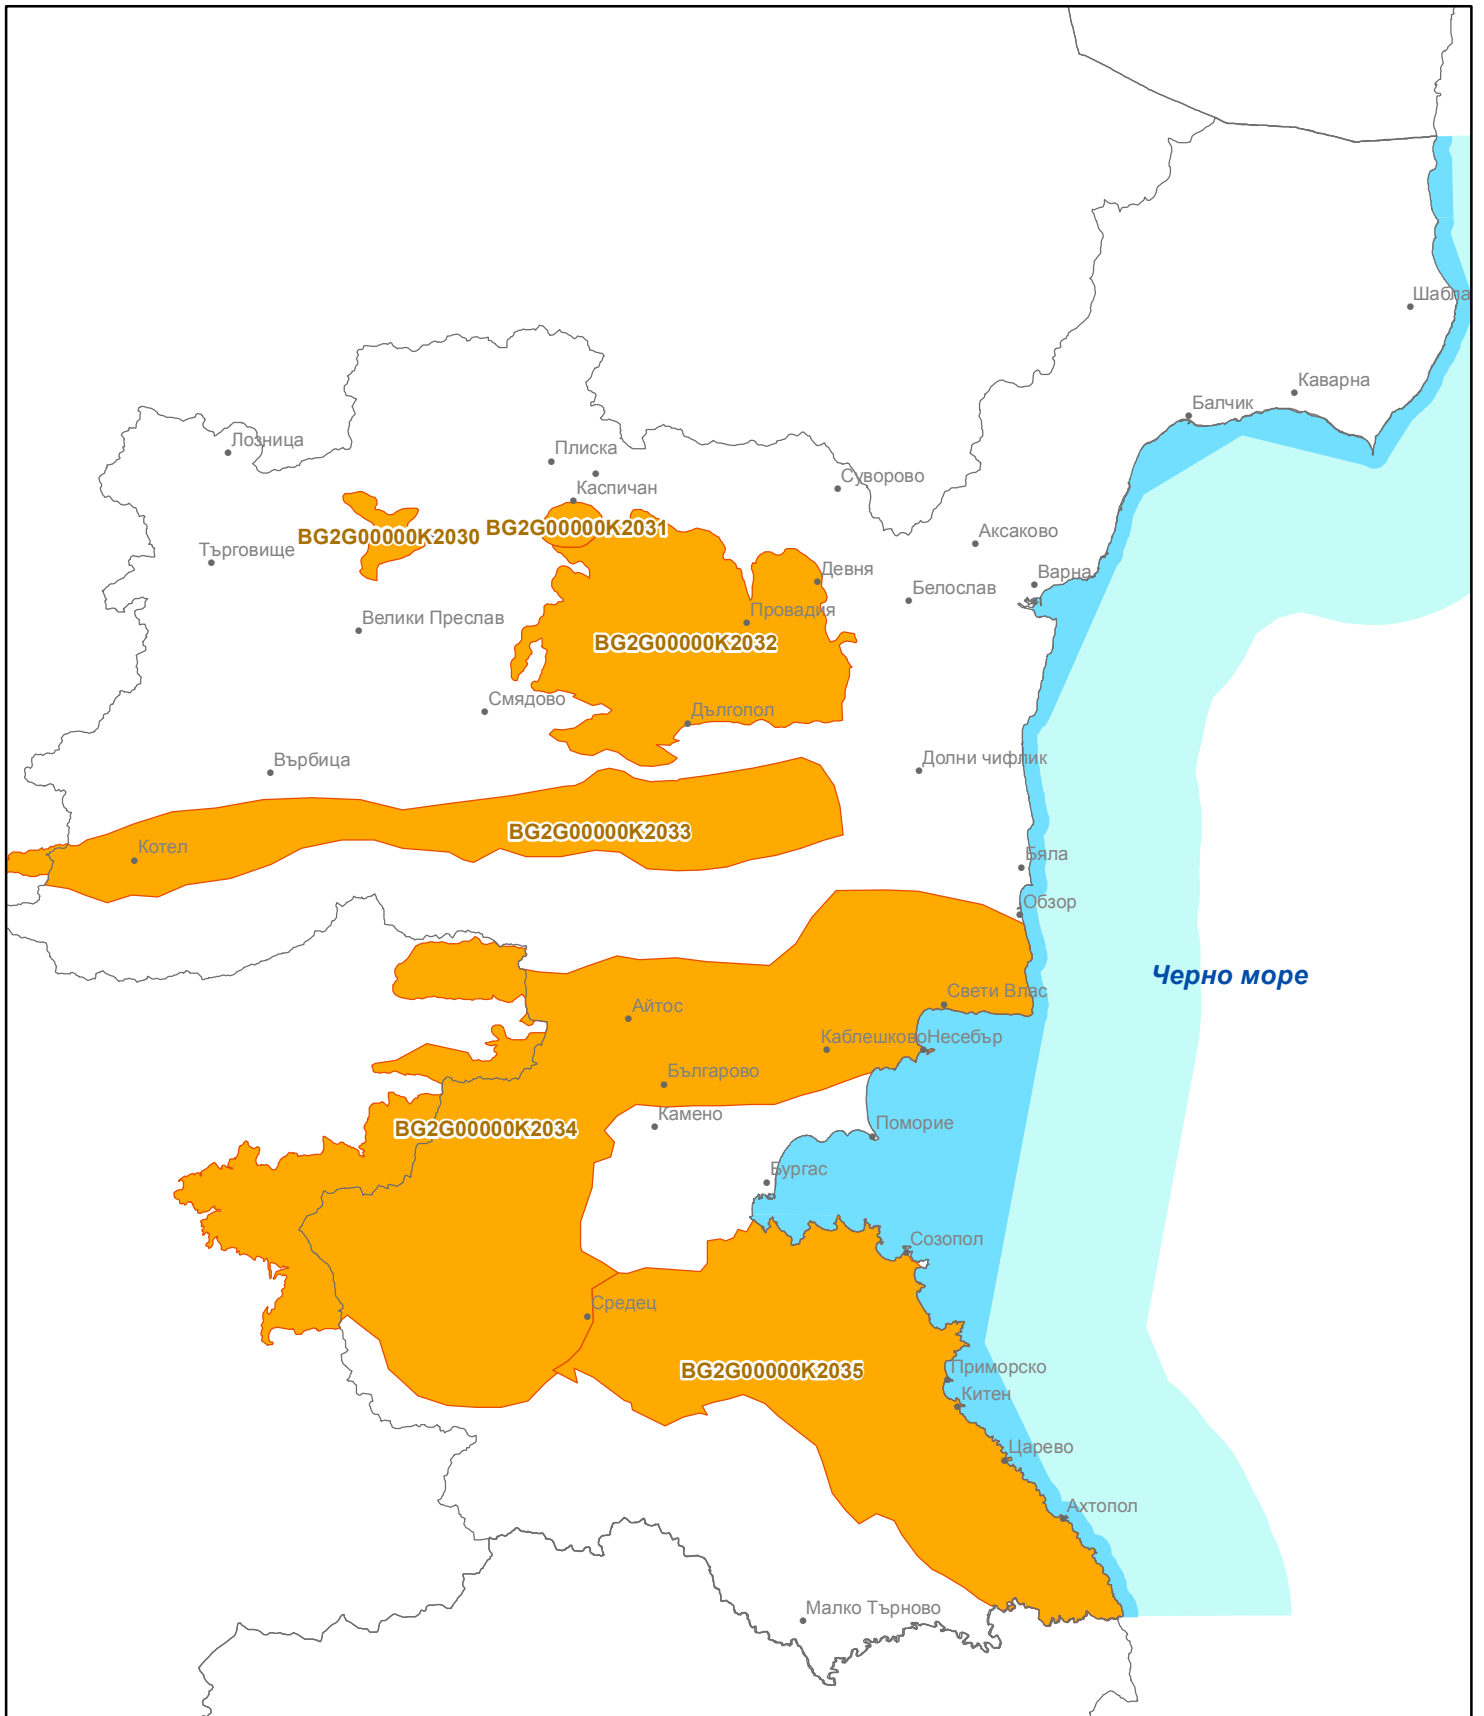 Шабла
Каварна
Балчик
Лозница
Плиска
Каспичан
Суворово
BG2G00000K2030
BG2G00000K2031
Аксаково
Търговище
Девня
Варна
Белослав
Велики Преслав
Провадия
BG2G00000K2032
Смядово
Дългопол
Върбица
Долни чифлик
BG2G00000K2033
Котел
Бяла
Обзор
Черно море
Свети Влас
Айтос
Каблешково
Несебър
Българово
Камено
BG2G00000K2034
Поморие
Бургас
Созопол
Средец
BG2G00000K2035
Приморско
Китен
Царево
Ахтопол
Малко Търново